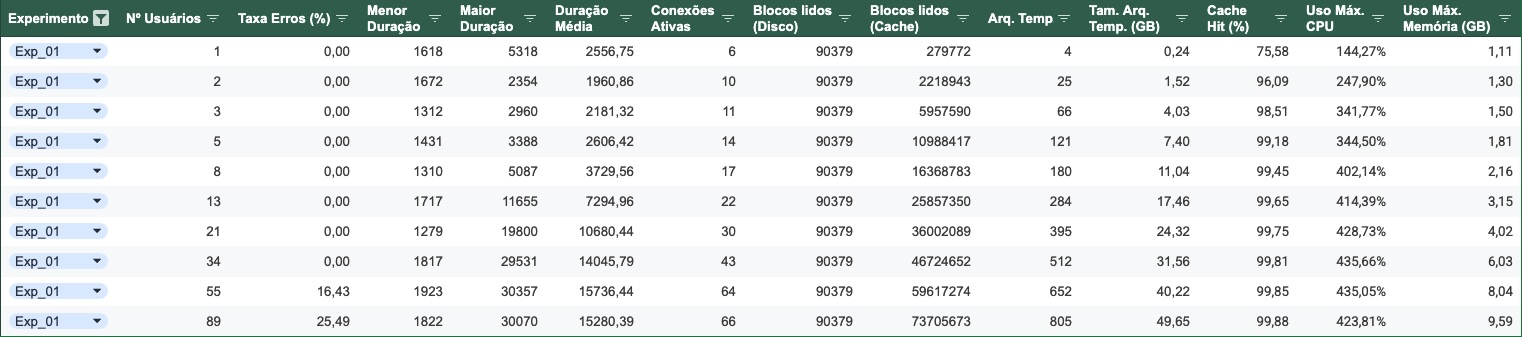 Experimento Nº Usuários Taxa Erros (%) Menor Duração Maior Duração Duração Média Conexões Ativas Blocos lidos (Disco) Blocos lidos (Cache) Arq. Temp Tam. Arq. Temp. (GB) Cache Hit (%) Uso Máx. CPU Uso Máx. Memória (GB)
Exp_01 1 0,00 1618 5318 2556,75 6 90379 279772 4 0,24 75,58 144,27% 1,11
Exp_01 2 0,00 1672 2354 1960,86 10 90379 2218943 25 1,52 96,09 247,90% 1,30
Exp_01 3 0,00 1312 2960 2181,32 11 90379 5957590 66 4,03 98,51 341,77% 1,50
Exp_01 5 0,00 1431 3388 2606,42 14 90379 10988417 121 7,40 99,18 344,50% 1,81
Exp_01 8 0,00 1310 5087 3729,56 17 90379 16368783 180 11,04 99,45 402,14% 2,16
Exp_01 13 0,00 1717 11655 7294,96 22 90379 25857350 284 17,46 99,65 414,39% 3,15
Exp_01 21 0,00 1279 19800 10680,44 30 90379 36002089 395 24,32 99,75 428,73% 4,02
Exp_01 34 0,00 1817 29531 14045,79 43 90379 46724652 512 31,56 99,81 435,66% 6,03
Exp_01 55 16,43 1923 30357 15736,44 64 90379 59617274 652 40,22 99,85 435,05% 8,04
Exp_01 89 25,49 1822 30070 15280,39 66 90379 73705673 805 49,65 99,88 423,81% 9,59